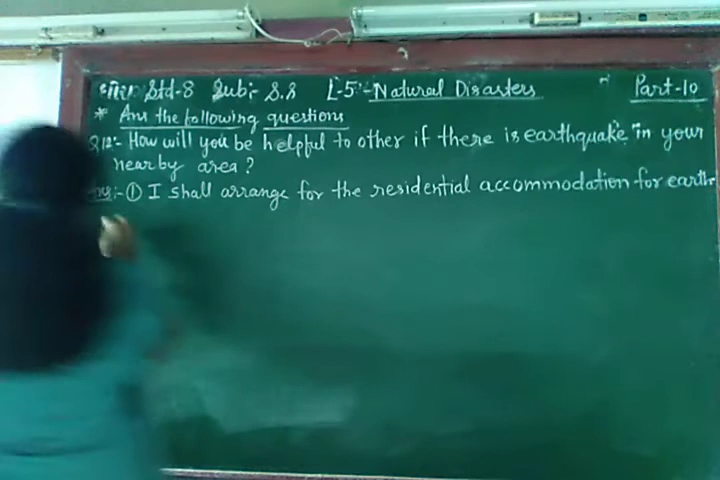 Std-8 Sub:- S.S L-5:- Natural Disasters Part-10
* Ans the following questions
Q12:- How will you be helpful to other if there is earthquake in your
nearby area?
Ans:- ① I shall arrange for the residential accommodation for earth-